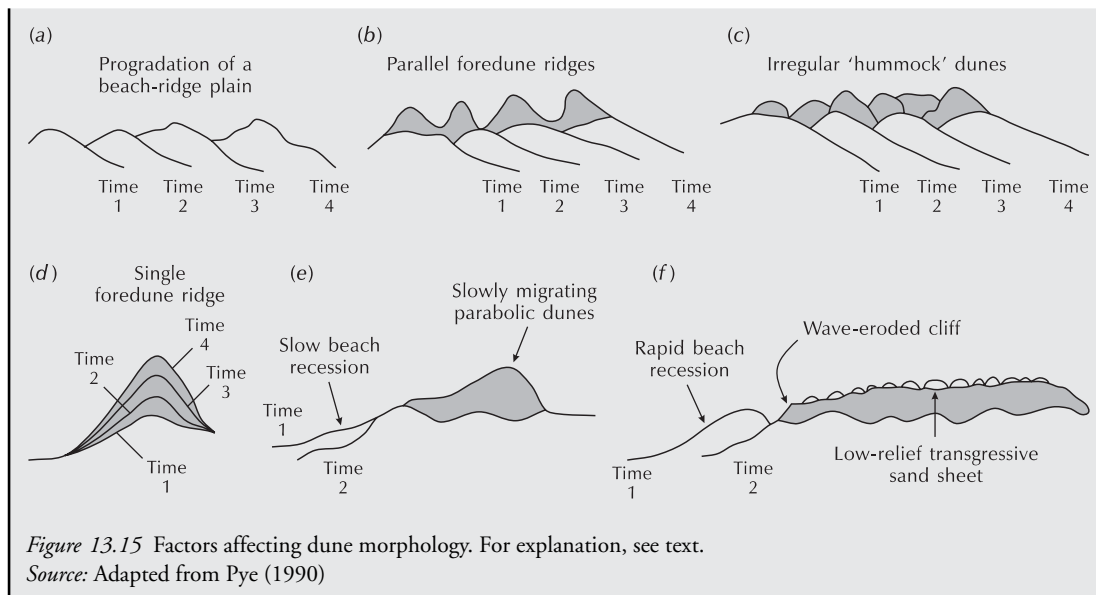 (a)
Progradation of a
beach-ridge plain
Time
1
Time
2
Time
3
Time
4
(b)
Parallel foredune ridges
Time
1
Time
2
Time
3
Time
4
(c)
Irregular 'hummock' dunes
Time
1
Time
2
Time
3
Time
4
(d)
Single
foredune ridge
Time
4
Time
2
Time
3
Time
1
(e)
Slowly migrating
parabolic dunes
Slow beach
recession
Time
1
Time
2
(f)
Wave-eroded cliff
Rapid beach
recession
Low-relief transgressive
sand sheet
Time
1
Time
2
Figure 13.15 Factors affecting dune morphology. For explanation, see text.
Source: Adapted from Pye (1990)